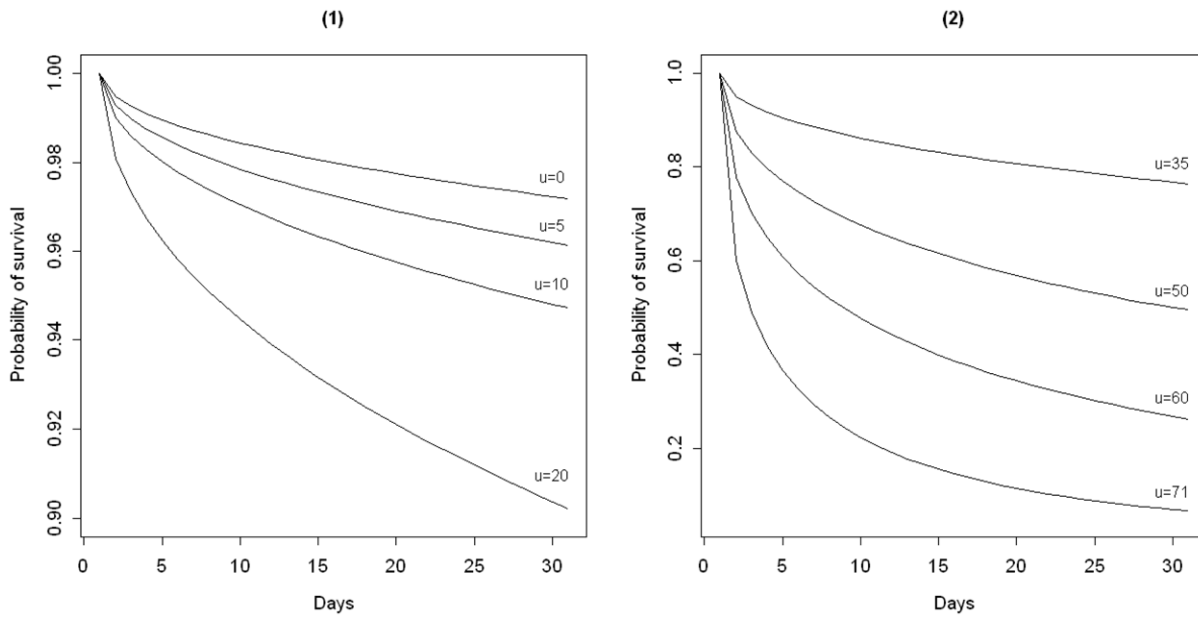 (1)
Probability of survival
1.00
0.98
0.96
0.94
0.92
0.90
u=0
u=5
u=10
u=20
0 5 10 15 20 25 30
Days
(2)
Probability of survival
1.0
0.8
0.6
0.4
0.2
u=35
u=50
u=60
u=71
0 5 10 15 20 25 30
Days